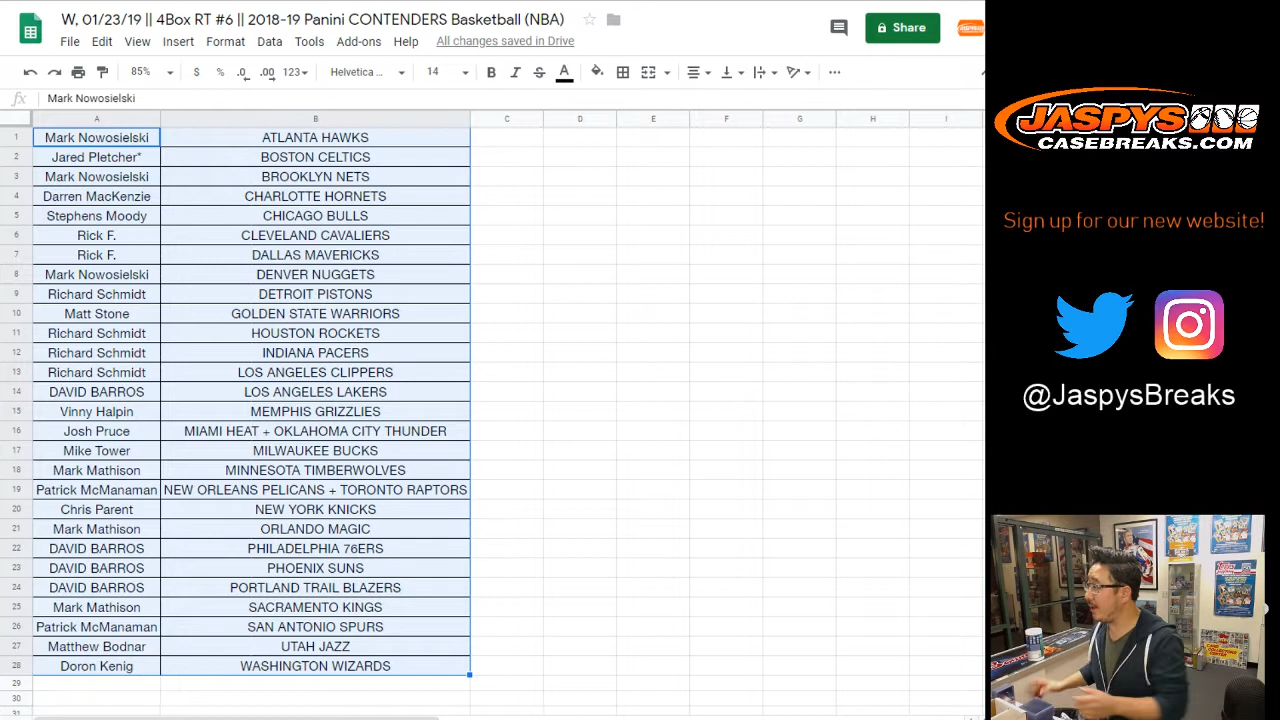 W, 01/23/19 || 4Box RT #6 || 2018-19 Panini CONTENDERS Basketball (NBA)
File Edit View Insert Format Data Tools Add-ons Help All changes saved in Drive
Share
85% $ % .0 .00 123 Helvetica ... 14 B I S A
fx Mark Nowosielski
A B C D E F G H I
1 Mark Nowosielski ATLANTA HAWKS
2 Jared Pletcher* BOSTON CELTICS
3 Mark Nowosielski BROOKLYN NETS
4 Darren MacKenzie CHARLOTTE HORNETS
5 Stephens Moody CHICAGO BULLS
6 Rick F. CLEVELAND CAVALIERS
7 Rick F. DALLAS MAVERICKS
8 Mark Nowosielski DENVER NUGGETS
9 Richard Schmidt DETROIT PISTONS
10 Matt Stone GOLDEN STATE WARRIORS
11 Richard Schmidt HOUSTON ROCKETS
12 Richard Schmidt INDIANA PACERS
13 Richard Schmidt LOS ANGELES CLIPPERS
14 DAVID BARROS LOS ANGELES LAKERS
15 Vinny Halpin MEMPHIS GRIZZLIES
16 Josh Pruce MIAMI HEAT + OKLAHOMA CITY THUNDER
17 Mike Tower MILWAUKEE BUCKS
18 Mark Mathison MINNESOTA TIMBERWOLVES
19 Patrick McManaman NEW ORLEANS PELICANS + TORONTO RAPTORS
20 Chris Parent NEW YORK KNICKS
21 Mark Mathison ORLANDO MAGIC
22 DAVID BARROS PHILADELPHIA 76ERS
23 DAVID BARROS PHOENIX SUNS
24 DAVID BARROS PORTLAND TRAIL BLAZERS
25 Mark Mathison SACRAMENTO KINGS
26 Patrick McManaman SAN ANTONIO SPURS
27 Matthew Bodnar UTAH JAZZ
28 Doron Kenig WASHINGTON WIZARDS
29
30
31
JASPYS
CASEBREAKS.COM
Sign up for our new website!
@JaspysBreaks